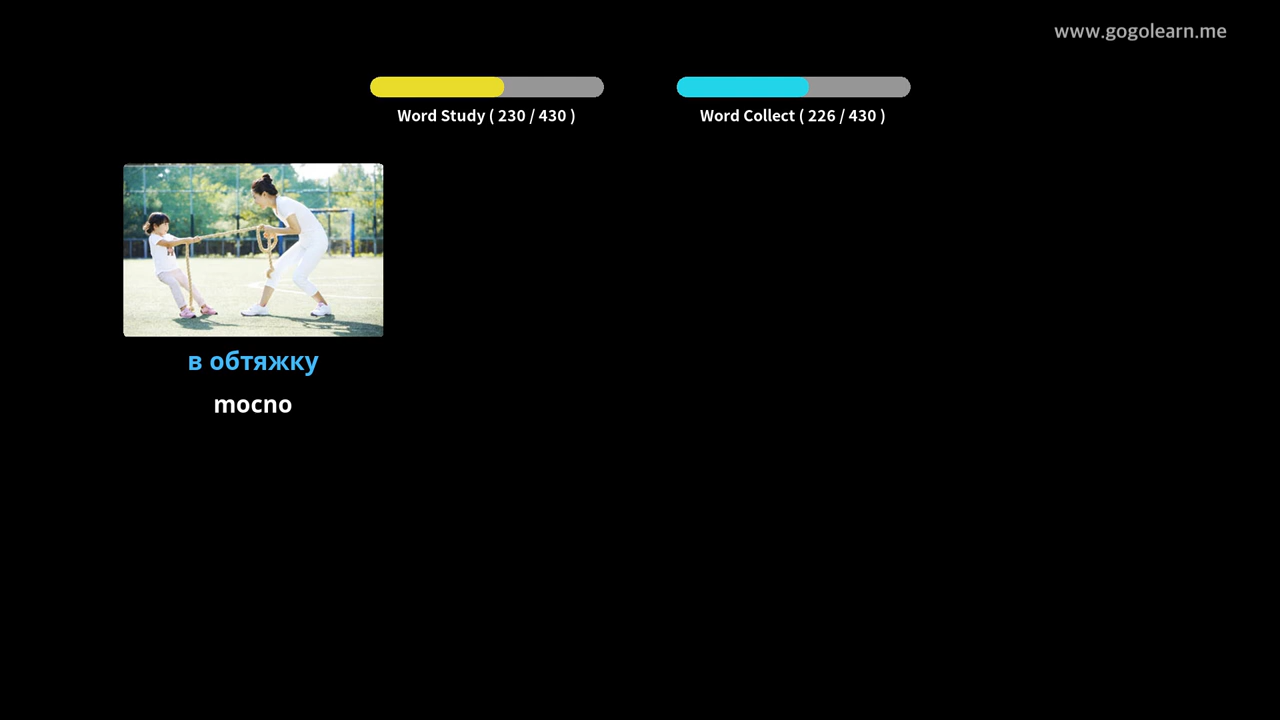 www.gogolearn.me
Word Study ( 230 / 430 )
Word Collect ( 226 / 430 )
в обтяжку
mocno